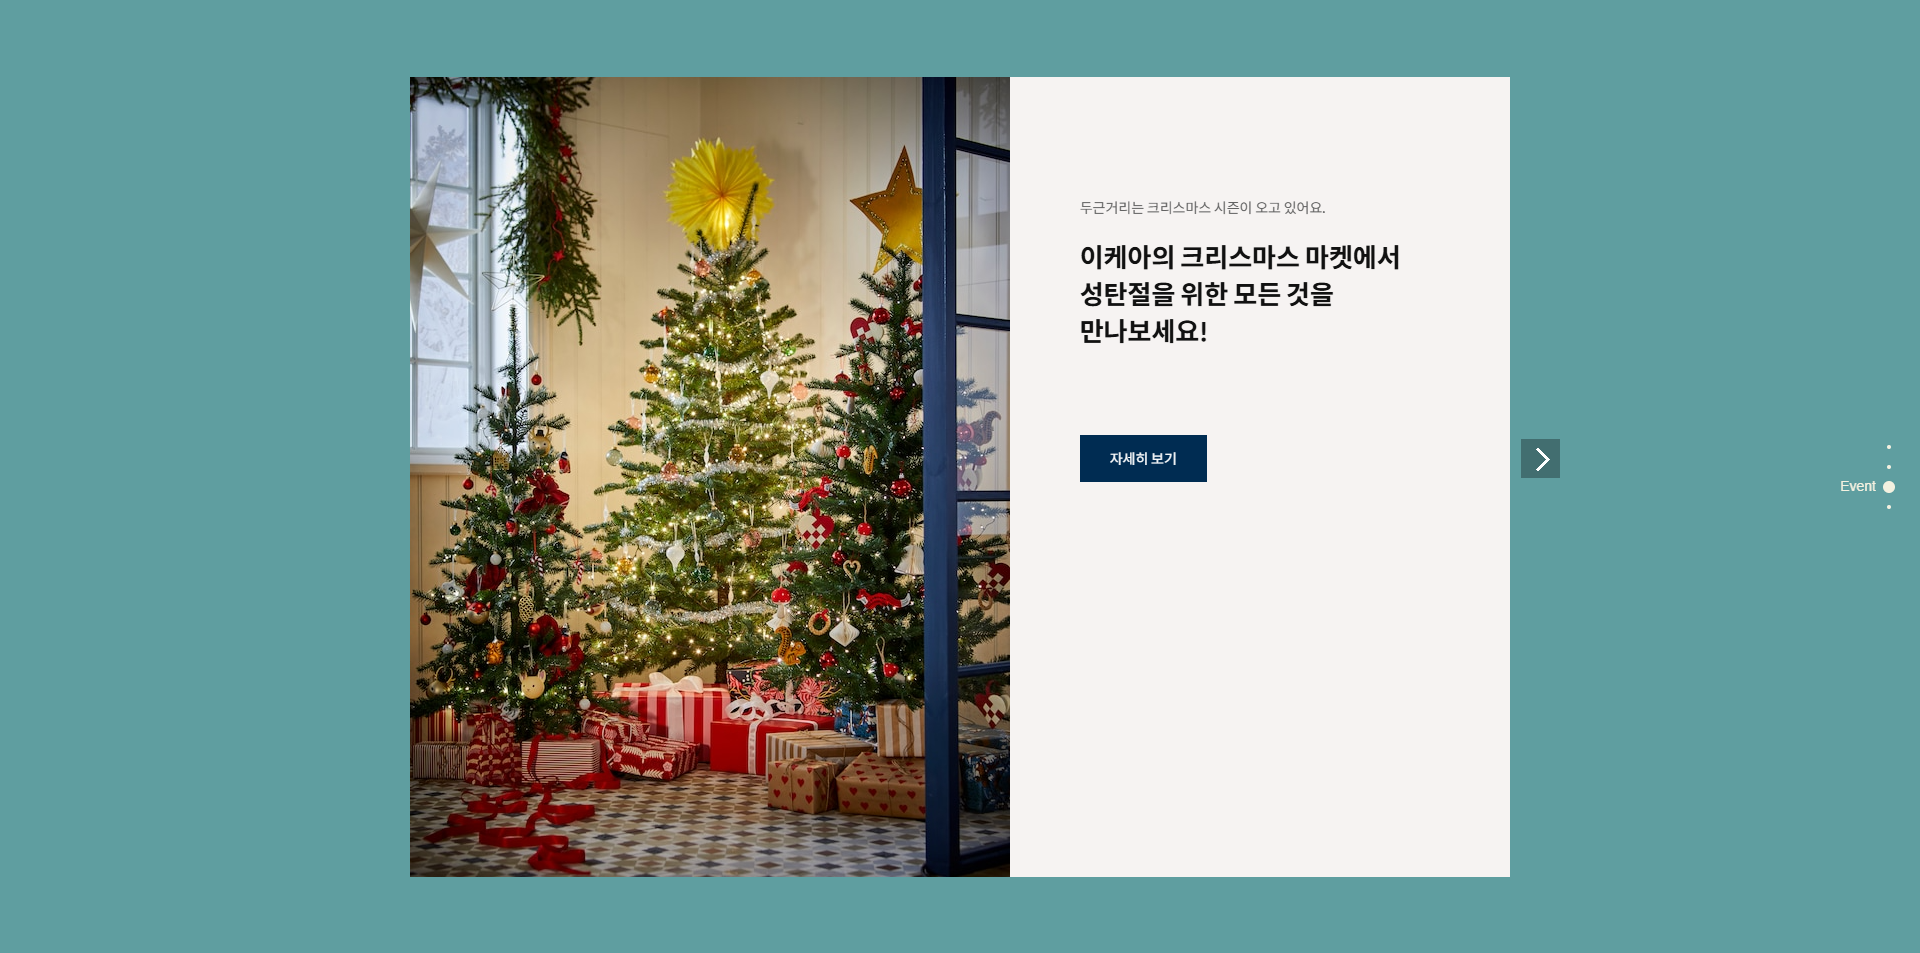 두근거리는 크리스마스 시즌이 오고 있어요.
이케아의 크리스마스 마켓에서
성탄절을 위한 모든 것을
만나보세요!
자세히 보기
Event